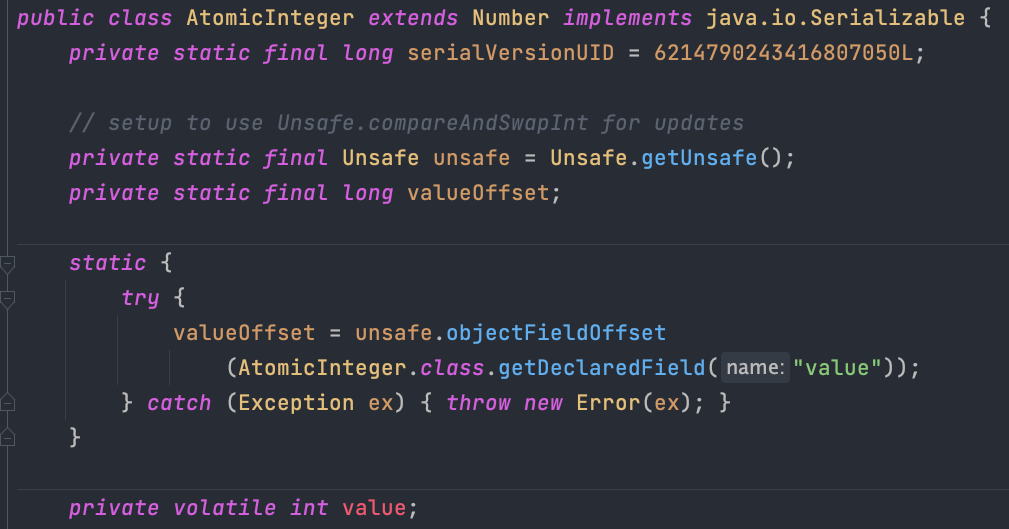 public class AtomicInteger extends Number implements java.io.Serializable {
private static final long serialVersionUID = 6214790243416807050L;
// setup to use Unsafe.compareAndSwapInt for updates
private static final Unsafe unsafe = Unsafe.getUnsafe();
private static final long valueOffset;
static {
try {
valueOffset = unsafe.objectFieldOffset
(AtomicInteger.class.getDeclaredField( name: "value"));
} catch (Exception ex) { throw new Error(ex); }
}
private volatile int value;